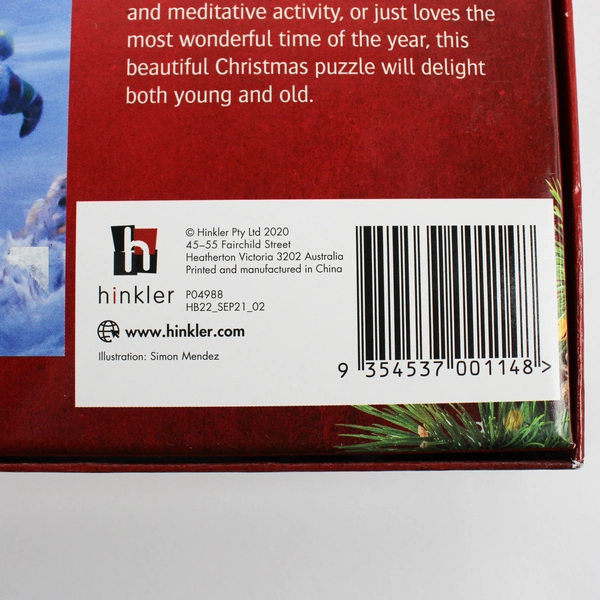 and meditative activity, or just loves the
most wonderful time of the year, this
beautiful Christmas puzzle will delight
both young and old.
h
hinkler
© Hinkler Pty Ltd 2020
45–55 Fairchild Street
Heatherton Victoria 3202 Australia
Printed and manufactured in China
P04988
HB22_SEP21_02
www.hinkler.com
Illustration: Simon Mendez
9 354537 001148 >